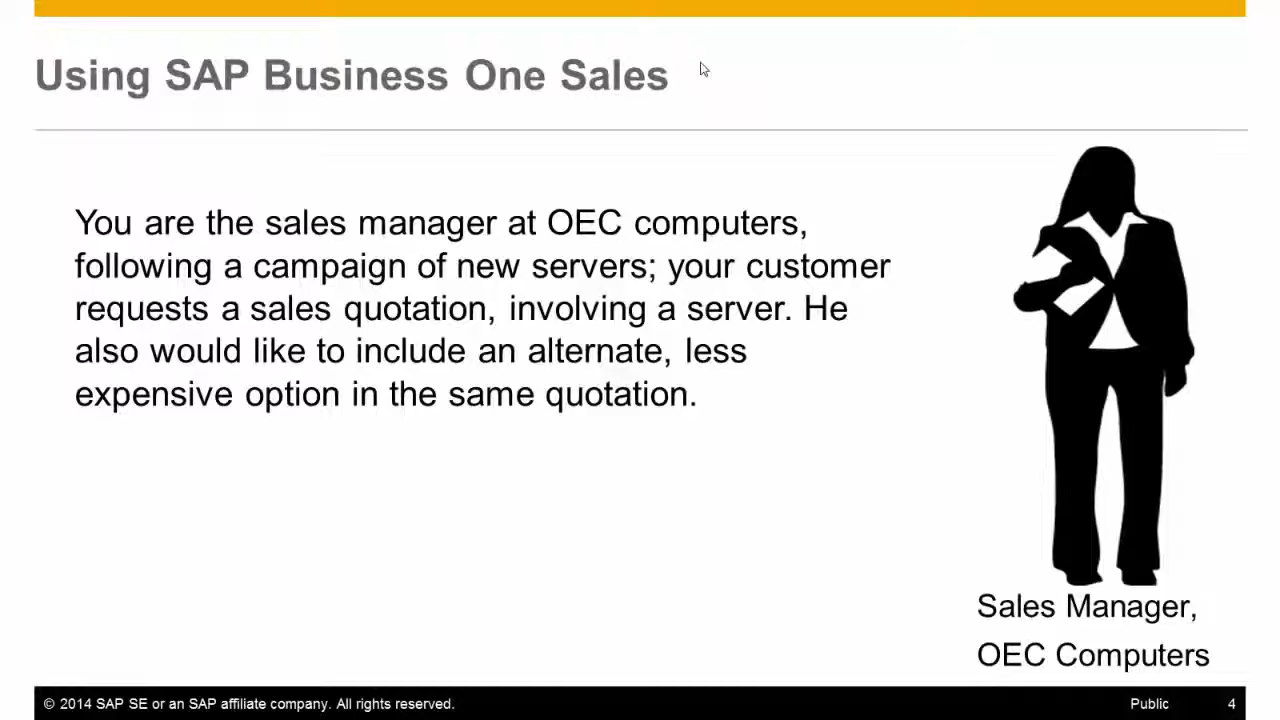 Using SAP Business One Sales
You are the sales manager at OEC computers,
following a campaign of new servers; your customer
requests a sales quotation, involving a server. He
also would like to include an alternate, less
expensive option in the same quotation.
Sales Manager,
OEC Computers
© 2014 SAP SE or an SAP affiliate company. All rights reserved.
Public
4